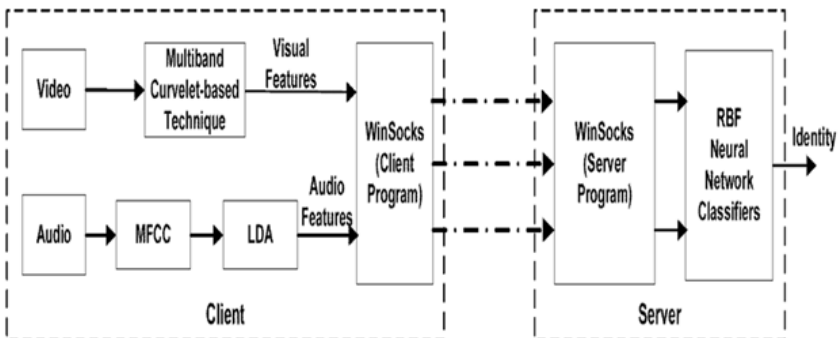 Video
Multiband
Curvelet-based
Technique
Visual
Features
Audio
MFCC
LDA
Audio
Features
WinSocks
(Client
Program)
Client
WinSocks
(Server
Program)
RBF
Neural
Network
Classifiers
Identity
Server